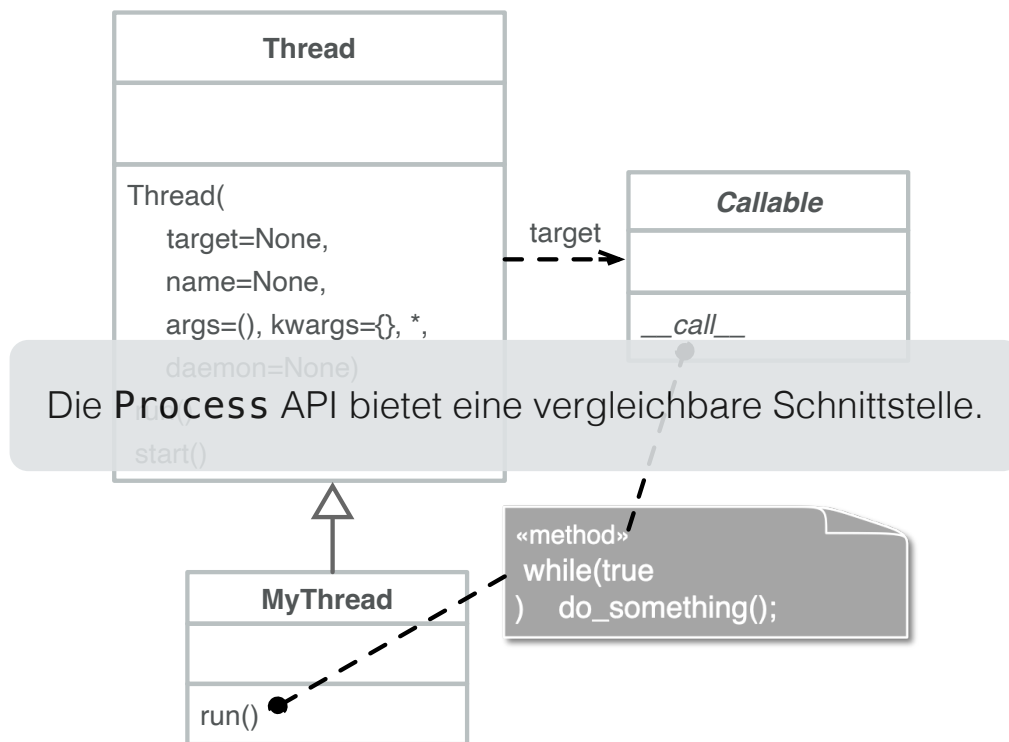 Thread
Thread(
target=None,
name=None,
args=(), kwargs={}, *,
daemon=None)
start()
target
Callable
__call__
Die Process API bietet eine vergleichbare Schnittstelle.
«method»
while(true
) do_something();
MyThread
run()